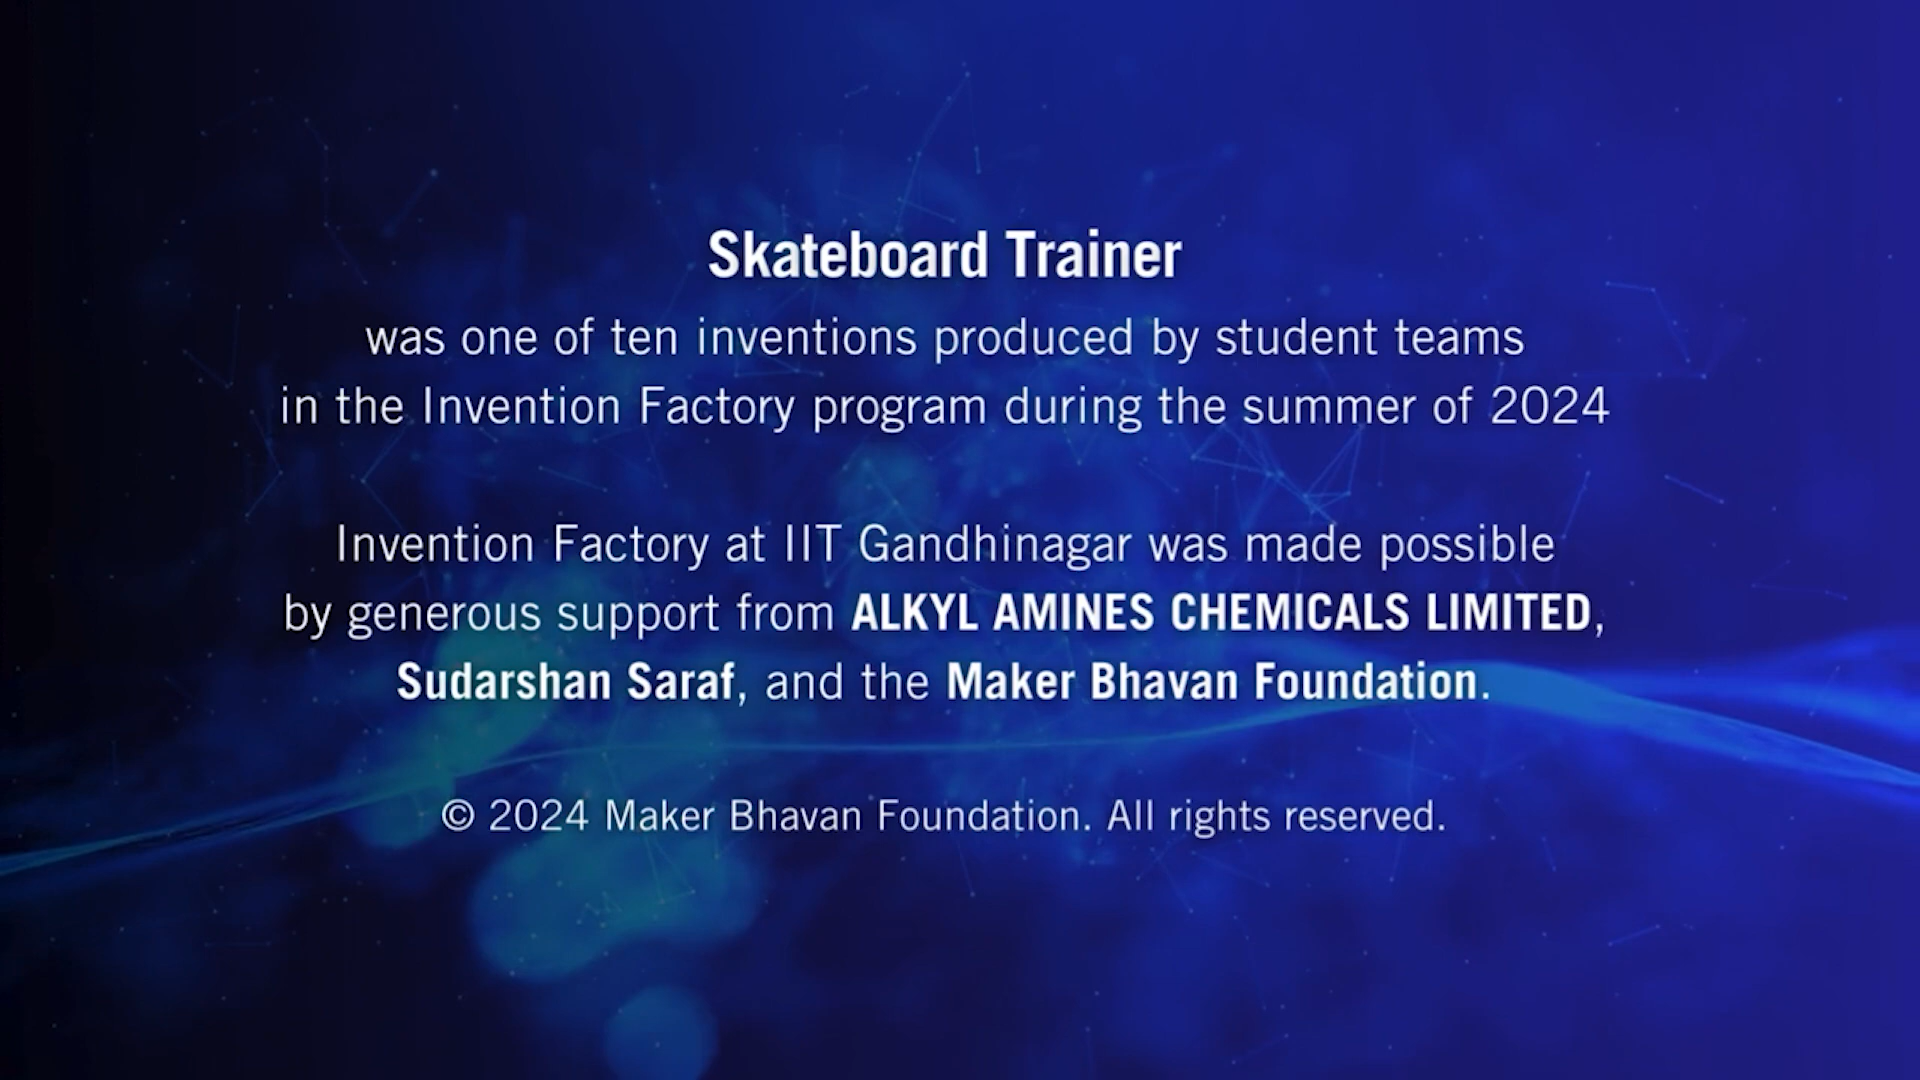 Skateboard Trainer
was one of ten inventions produced by student teams
in the Invention Factory program during the summer of 2024
Invention Factory at IIT Gandhinagar was made possible
by generous support from ALKYL AMINES CHEMICALS LIMITED,
Sudarshan Saraf, and the Maker Bhavan Foundation.
© 2024 Maker Bhavan Foundation. All rights reserved.